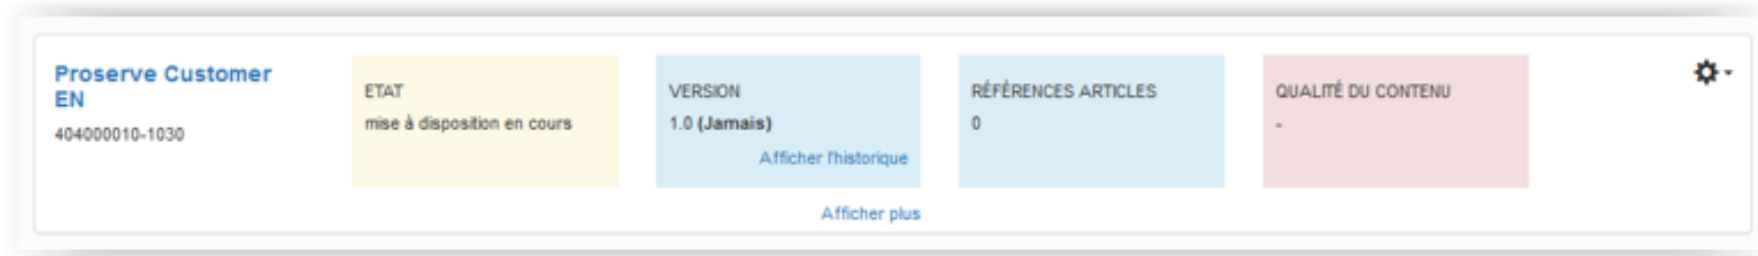 Proserve Customer
EN
404000010-1030
ETAT
mise à disposition en cours
VERSION
1.0 (Jamais)
Afficher l'historique
RÉFÉRENCES ARTICLES
0
QUALITÉ DU CONTENU
-
Afficher plus